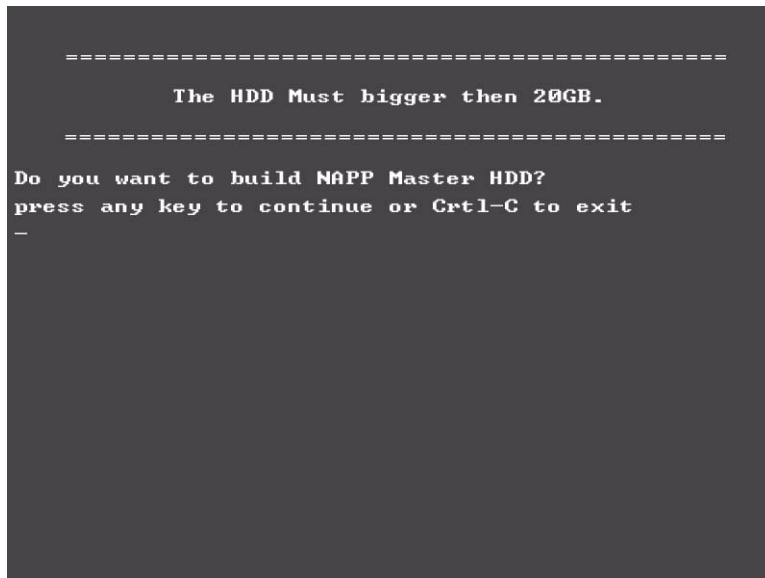 ===============================================
The HDD Must bigger then 20GB.
===============================================
Do you want to build NAPP Master HDD?
press any key to continue or Crtl-C to exit
_